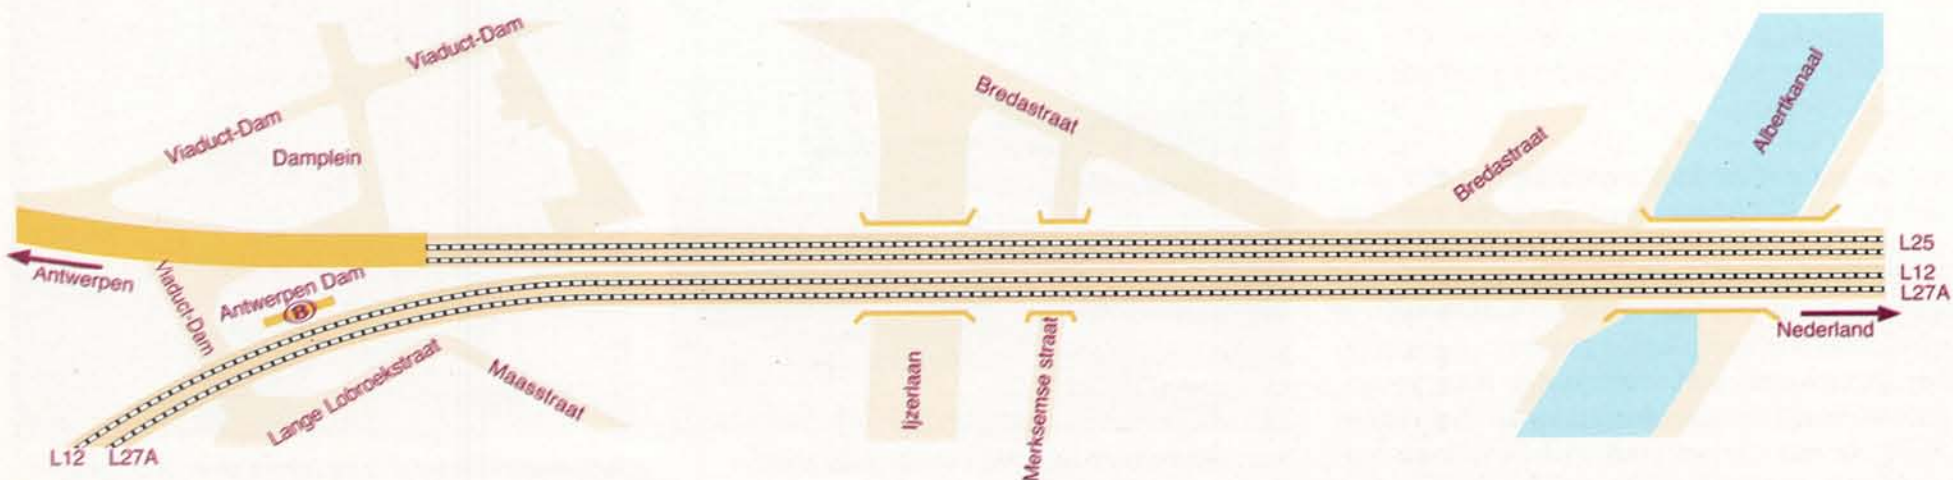 Viaduct-Dam
Viaduct-Dam
Damplein
Bredastraat
Bredastraat
Albertkanaal
L25
L12
L27A
Antwerpen
Viaduct-Dam
Antwerpen Dam
B
Nederland
Lange Lobroekstraat
Maasstraat
Ijzerlaan
Merksemse straat
L12 L27A